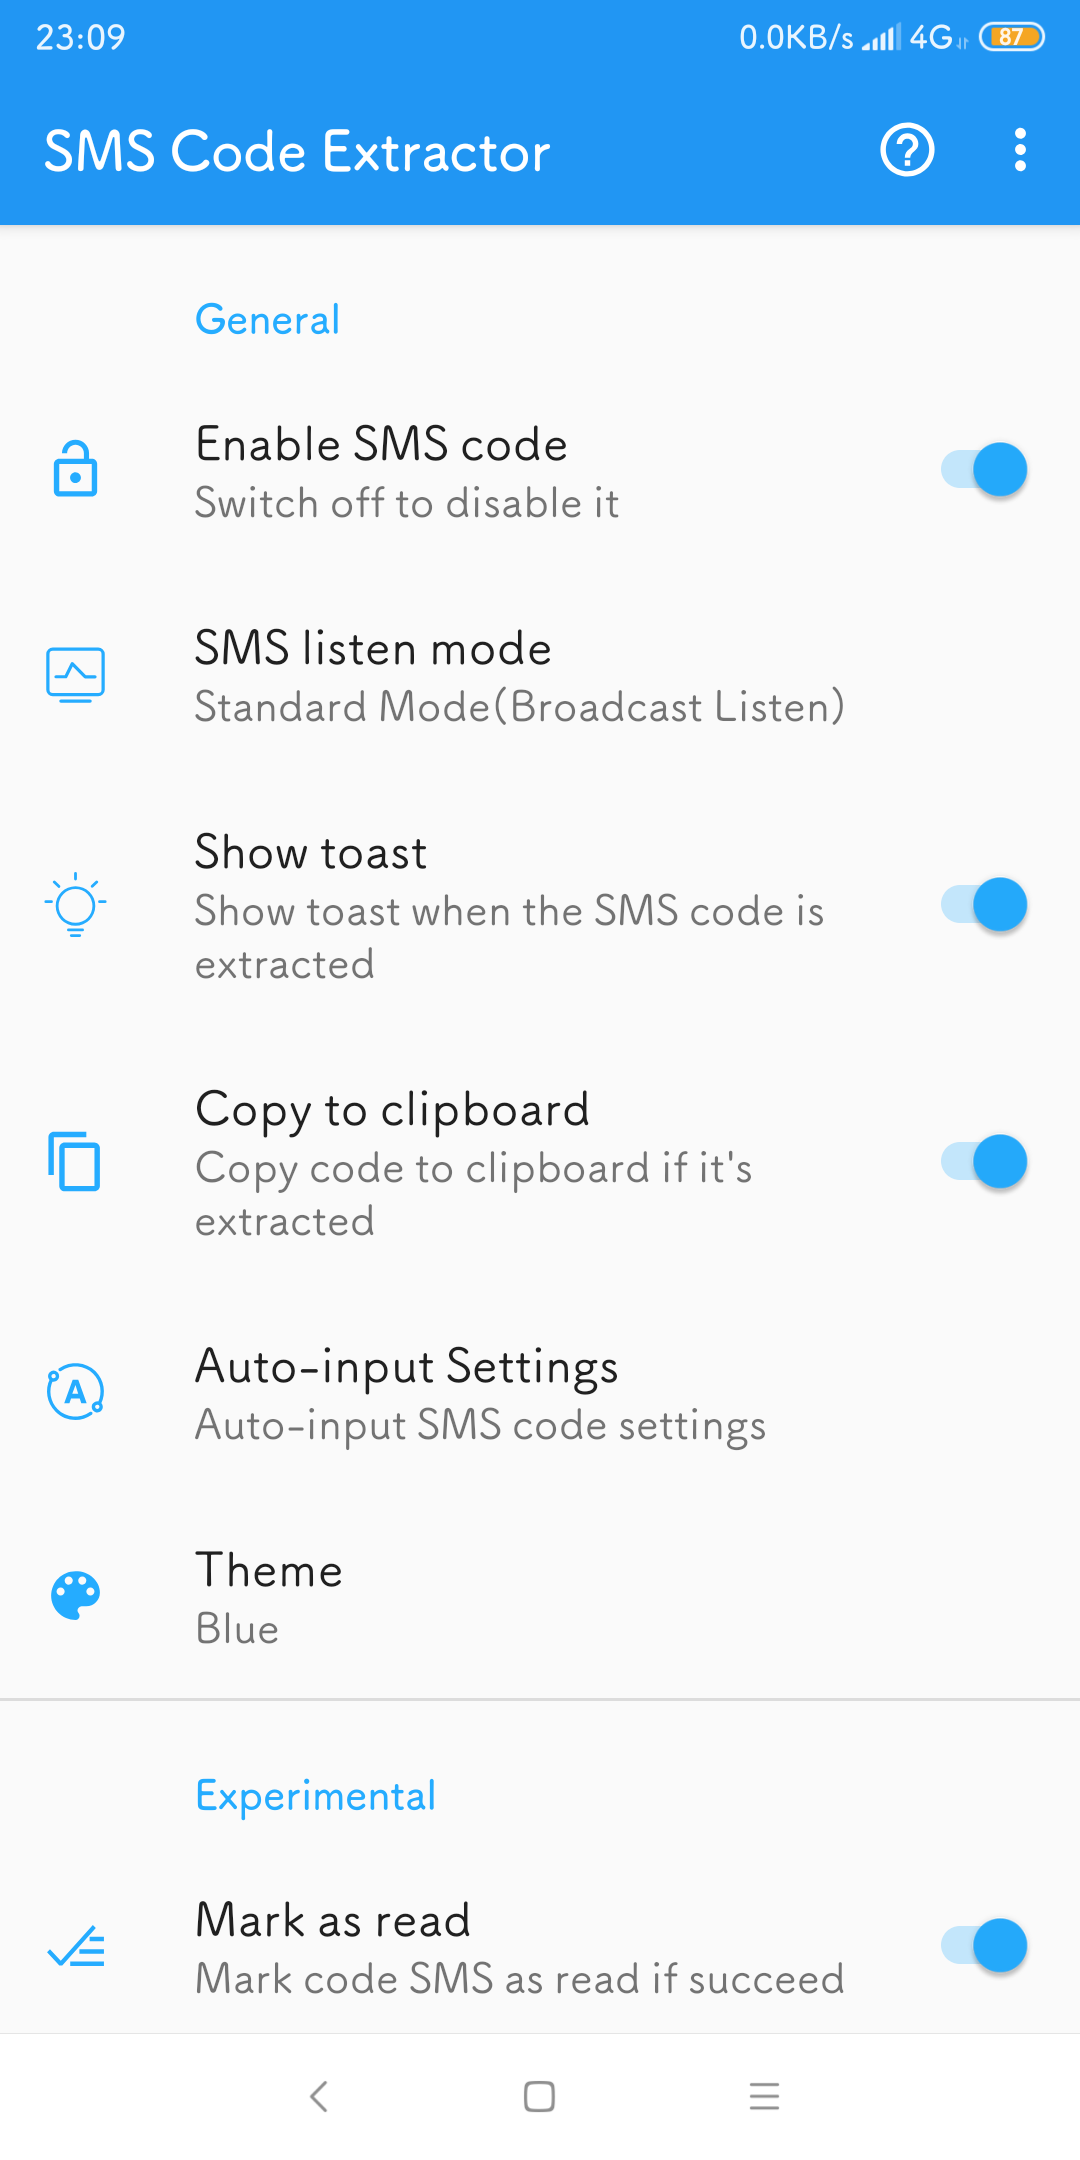 23:09
0.0KB/s 4G 87
SMS Code Extractor
General
Enable SMS code
Switch off to disable it
SMS listen mode
Standard Mode(Broadcast Listen)
Show toast
Show toast when the SMS code is
extracted
Copy to clipboard
Copy code to clipboard if it's
extracted
A
Auto-input Settings
Auto-input SMS code settings
Theme
Blue
Experimental
Mark as read
Mark code SMS as read if succeed